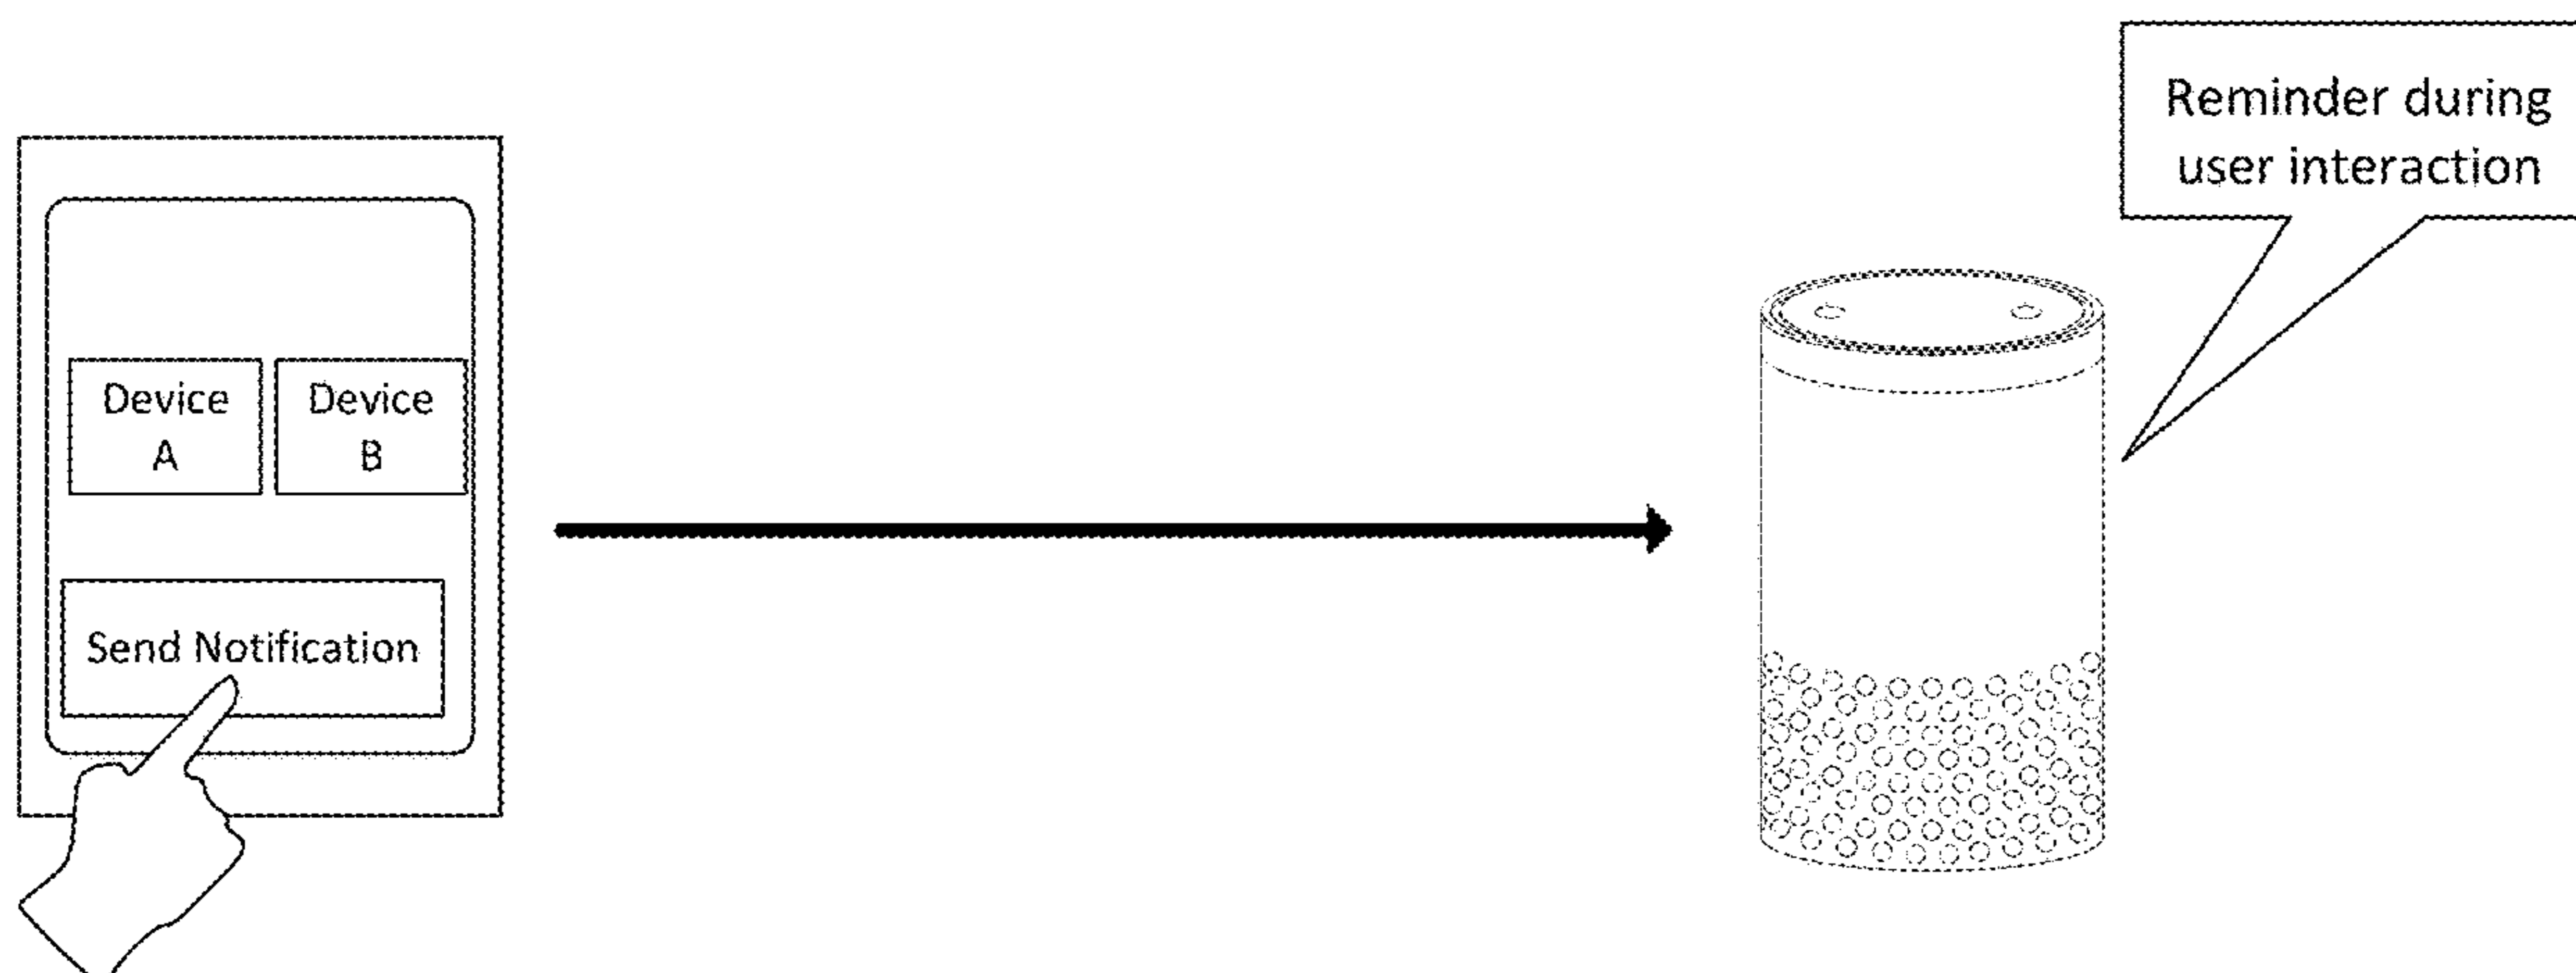 Reminder during
user interaction
Device
A
Device
B
Send Notification